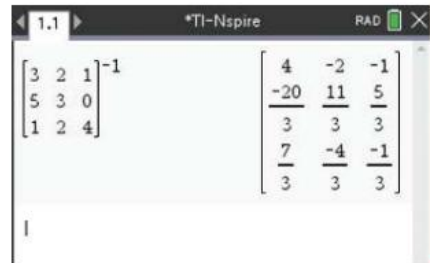 1.1 *TI-Nspire RAD
[3 2 1]-1 [4 -2 -1]
[5 3 0] [-20/3 11/3 5/3]
[1 2 4] [7/3 -4/3 -1/3]